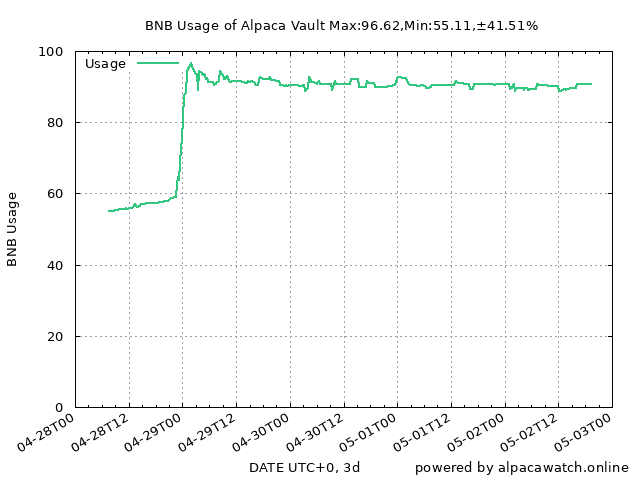 BNB Usage of Alpaca Vault Max:96.62,Min:55.11,±41.51%
Usage
100
80
60
40
20
0
BNB Usage
04-28T00
04-28T12
04-29T00
04-29T12
04-30T00
04-30T12
05-01T00
05-01T12
05-02T00
05-02T12
05-03T00
DATE UTC+0, 3d
powered by alpacawatch.online